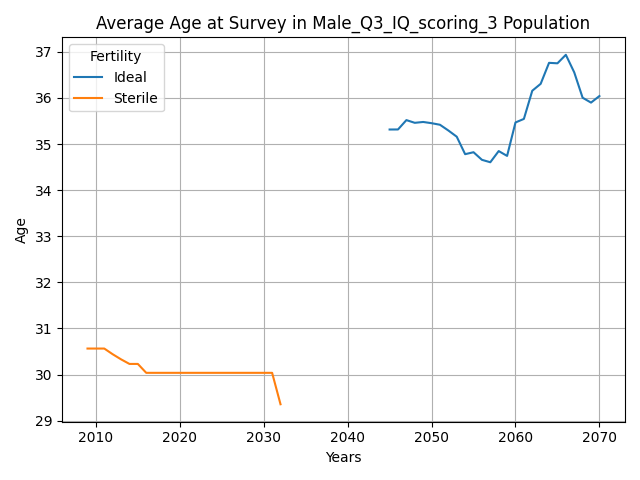 Average Age at Survey in Male_Q3_IQ_scoring_3 Population
Fertility
Ideal
Sterile
37
36
35
34
33
32
31
30
29
Age
2010 2020 2030 2040 2050 2060 2070
Years